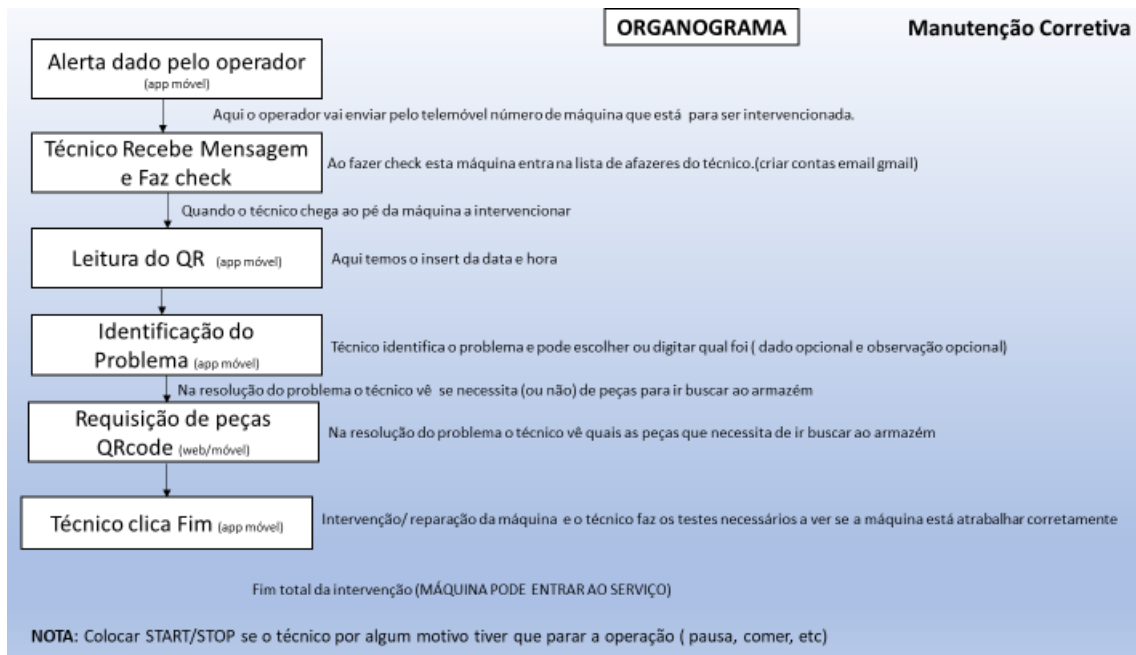 ORGANOGRAMA
Manutenção Corretiva
Alerta dado pelo operador
(app móvel)
Aqui o operador vai enviar pelo telemóvel número de máquina que está para ser intervencionada.
Técnico Recebe Mensagem
e Faz check
Ao fazer check esta máquina entra na lista de afazeres do técnico.(criar contas email gmail)
Quando o técnico chega ao pé da máquina a intervencionar
Leitura do QR (app móvel)
Aqui temos o insert da data e hora
Identificação do
Problema (app móvel)
Técnico identifica o problema e pode escolher ou digitar qual foi ( dado opcional e observação opcional)
Na resolução do problema o técnico vê se necessita (ou não) de peças para ir buscar ao armazém
Requisição de peças
QRcode (web/móvel)
Na resolução do problema o técnico vê quais as peças que necessita de ir buscar ao armazém
Técnico clica Fim (app móvel)
Intervenção/ reparação da máquina e o técnico faz os testes necessários a ver se a máquina está atrabalhar corretamente
Fim total da intervenção (MÁQUINA PODE ENTRAR AO SERVIÇO)
NOTA: Colocar START/STOP se o técnico por algum motivo tiver que parar a operação ( pausa, comer, etc)